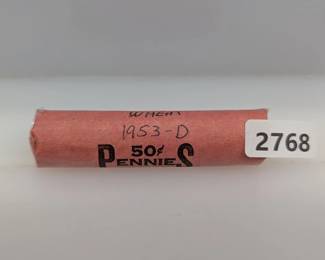 WHEAT
1953-D
50¢
PENNIES
2768